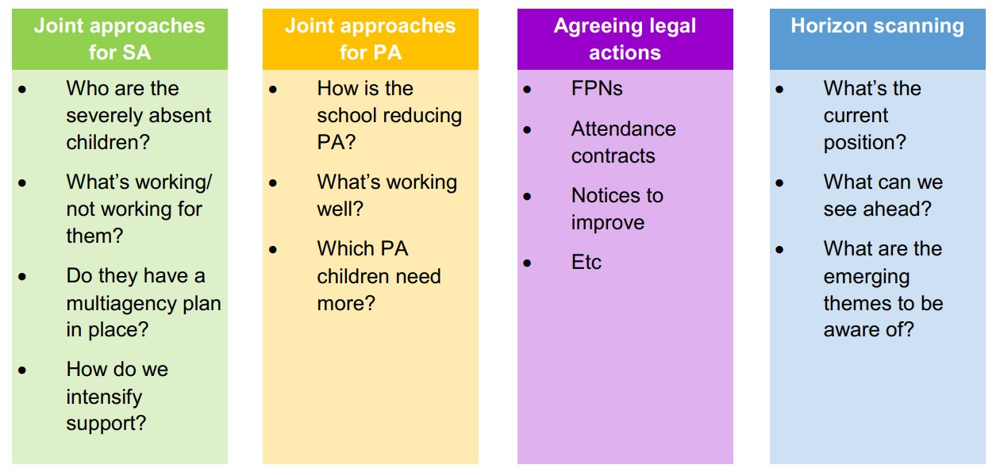 Joint approaches
for SA
• Who are the
severely absent
children?
• What’s working/
not working for
them?
• Do they have a
multiagency plan
in place?
• How do we
intensify
support?
Joint approaches
for PA
• How is the
school reducing
PA?
• What’s working
well?
• Which PA
children need
more?
Agreeing legal
actions
• FPNs
• Attendance
contracts
• Notices to
improve
• Etc
Horizon scanning
• What’s the
current
position?
• What can we
see ahead?
• What are the
emerging
themes to be
aware of?